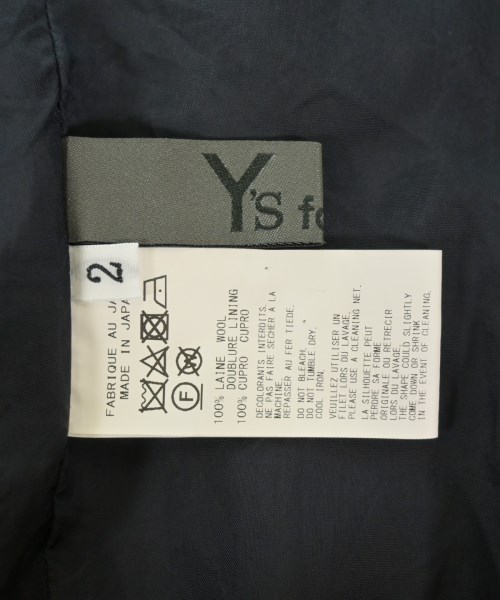 Y's fo
2
FABRIQUE AU JA
MADE IN JAPA
F
100% LAINE WOOL
DOUBLURE LINING
100% CUPRO CUPRO
DECOLORANTS INTERDITS.
NE PAS FAIRE SECHER A LA
MACHINE.
REPASSER AU FER TIEDE.
DO NOT BLEACH.
DO NOT TUMBLE DRY.
COOL IRON.
VEUILLEZ UTILISER UN
FILET LORS DU LAVAGE.
PLEASE USE A CLEANING NET.
LA SILHOUETTE PEUT
PERDRE SA FORME
ORIGINALE OU RETRECIR
LORS DU LAVAGE.
THE SHAPE COULD SLIGHTLY
COME DOWN OR SHRINK
IN THE EVENT OF CLEANING.